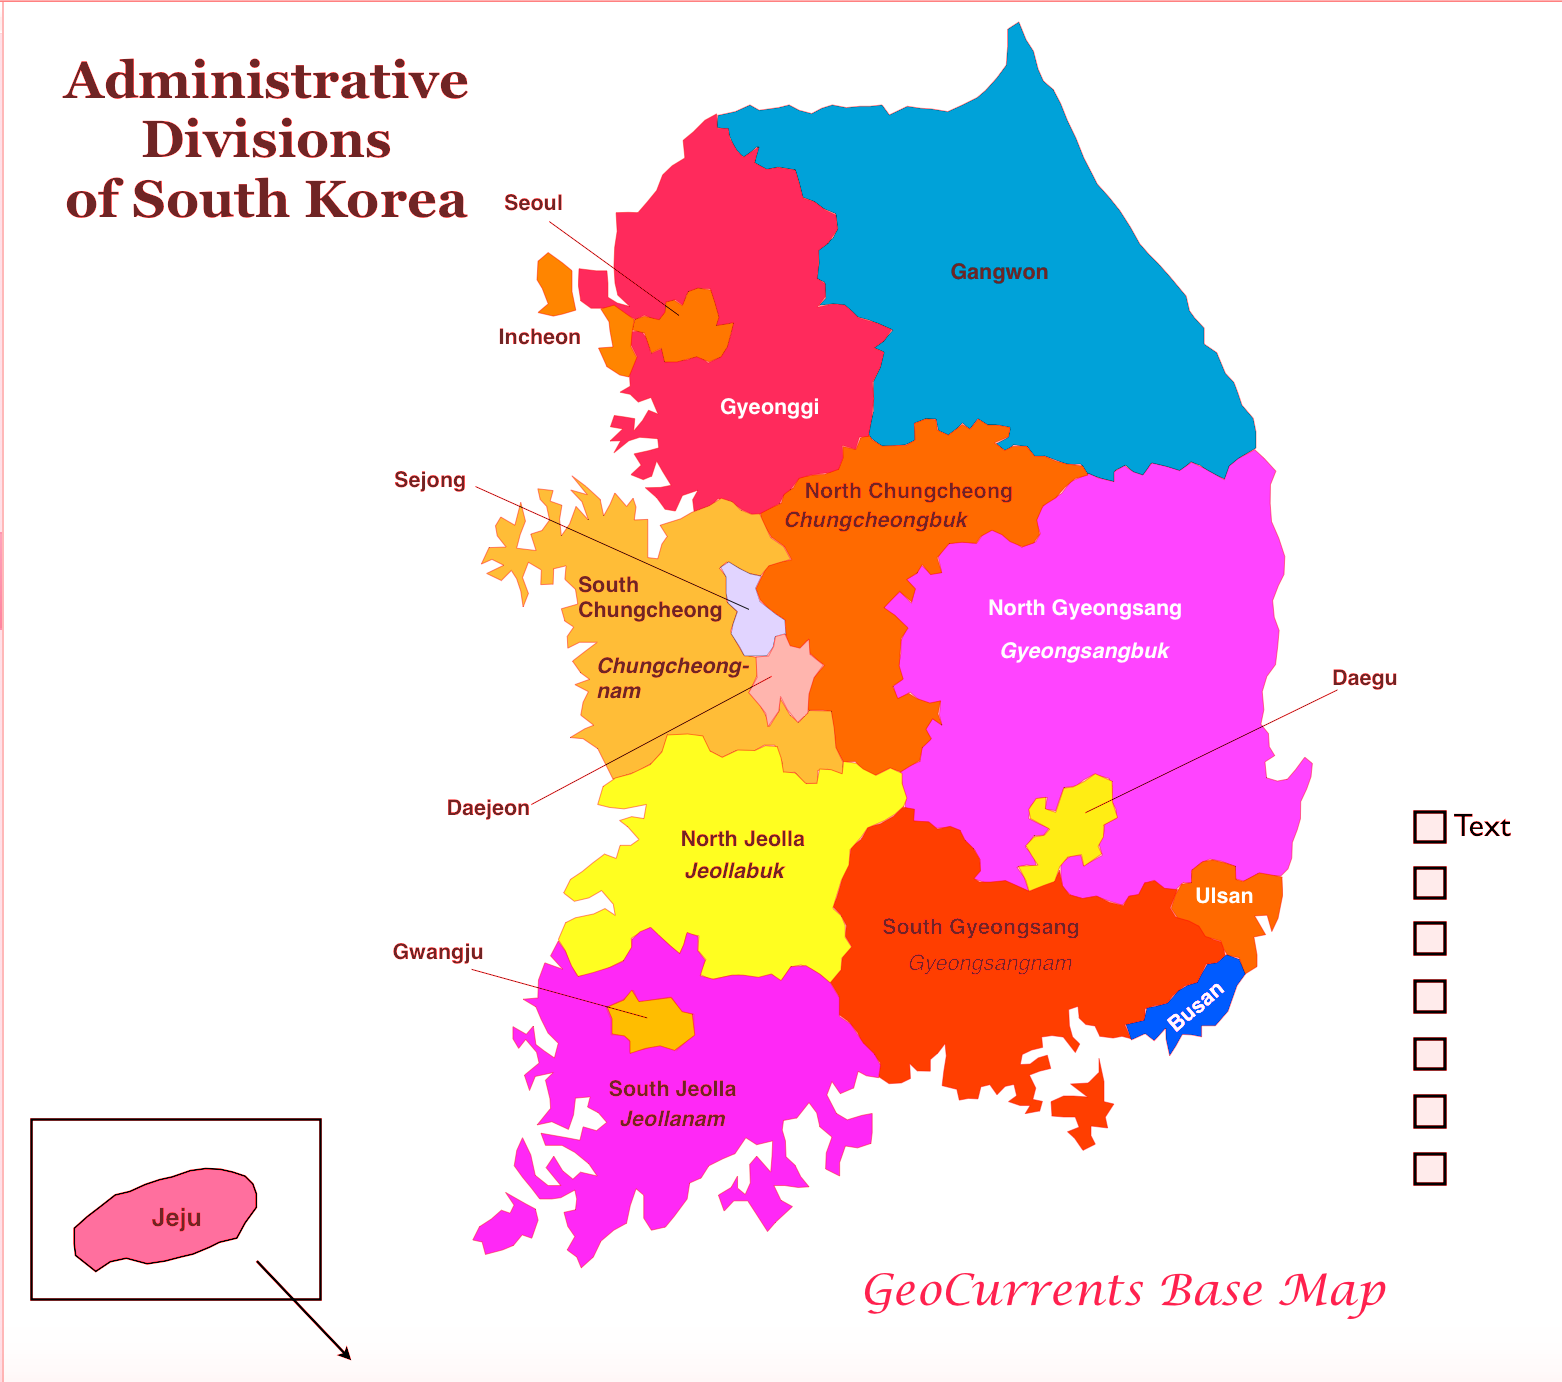 Administrative
Divisions
of South Korea
Seoul
Gangwon
Incheon
Gyeonggi
Sejong
North Chungcheong
Chungcheongbuk
South
Chungcheong
Chungcheong-
nam
North Gyeongsang
Gyeongsangbuk
Daegu
Daejeon
North Jeolla
Jeollabuk
Text
Ulsan
South Gyeongsang
Gyeongsangnam
Gwangju
Busan
South Jeolla
Jeollanam
Jeju
GeoCurrents Base Map